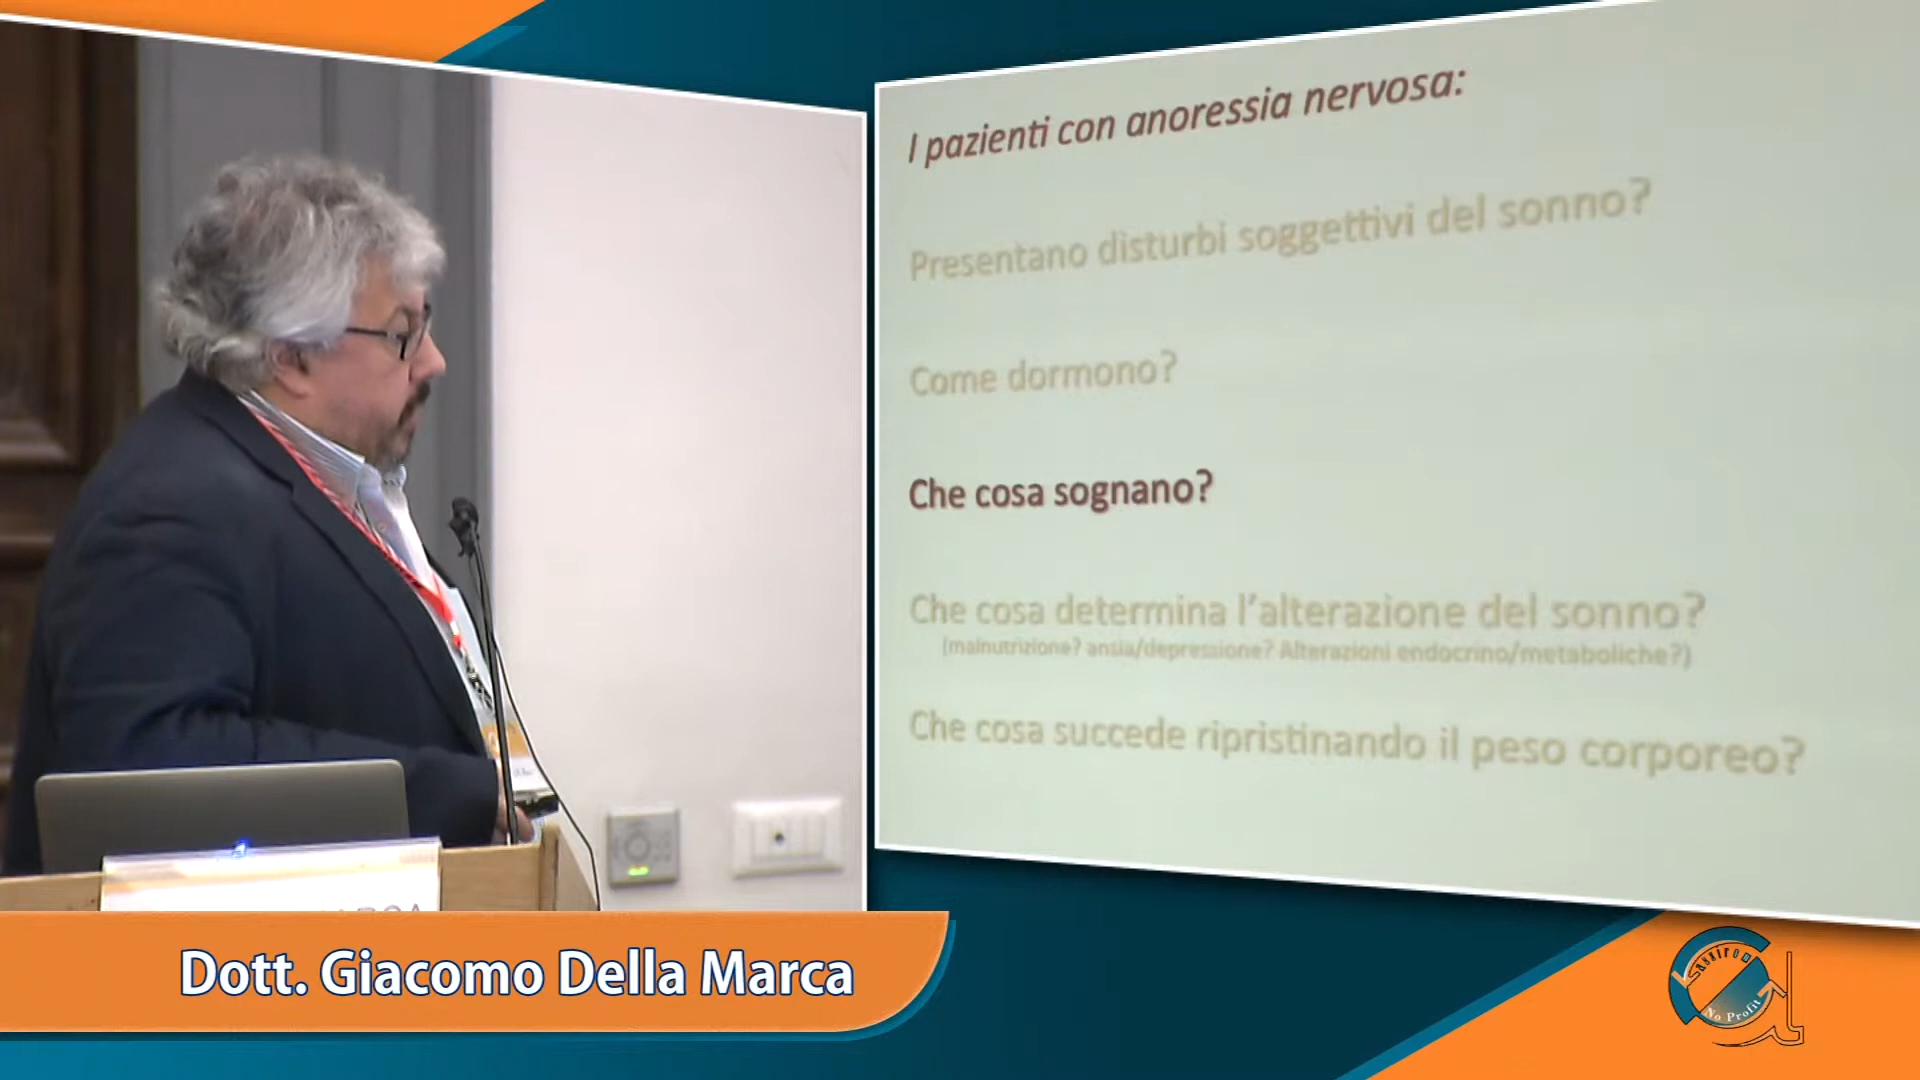 I pazienti con anoressia nervosa:
Presentano disturbi soggettivi del sonno?
Come dormono?
Che cosa sognano?
Che cosa determina l'alterazione del sonno?
(malnutrizione? ansia/depressione? Alterazioni endocrino/metaboliche?)
Che cosa succede ripristinando il peso corporeo?
Dott. Giacomo Della Marca
No Profit